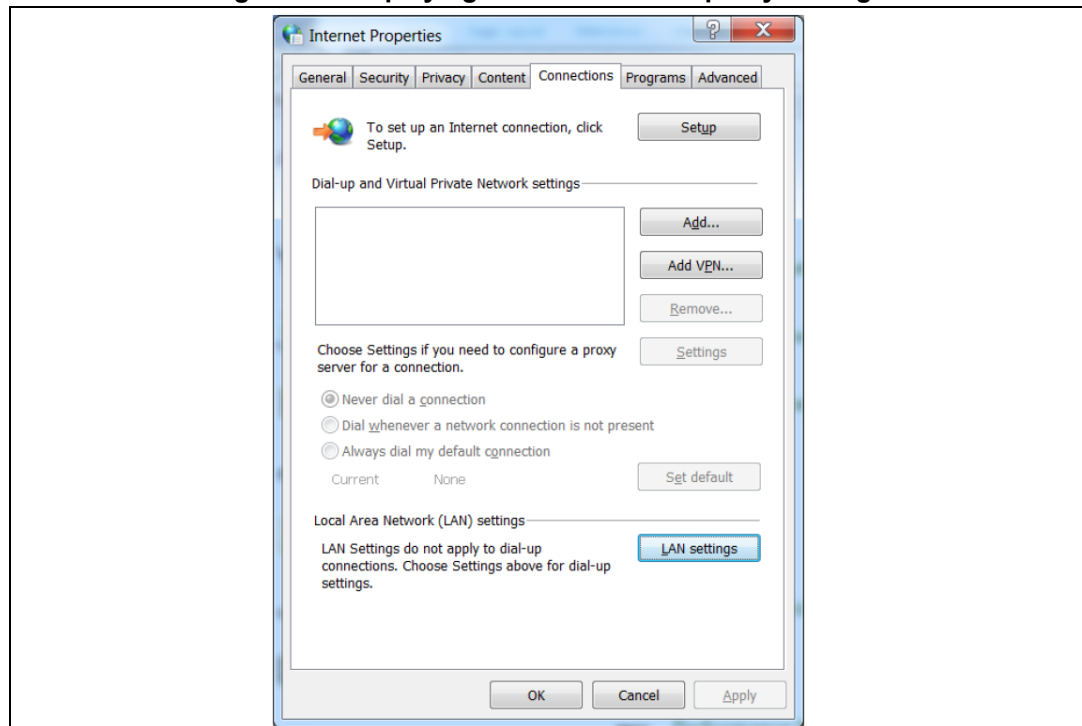 Internet Properties
General Security Privacy Content Connections Programs Advanced
To set up an Internet connection, click
Setup.
Setup
Dial-up and Virtual Private Network settings
Add...
Add VPN...
Remove...
Choose Settings if you need to configure a proxy
server for a connection.
Settings
Never dial a connection
Dial whenever a network connection is not present
Always dial my default connection
Current None
Set default
Local Area Network (LAN) settings
LAN Settings do not apply to dial-up
connections. Choose Settings above for dial-up
settings.
LAN settings
OK Cancel Apply